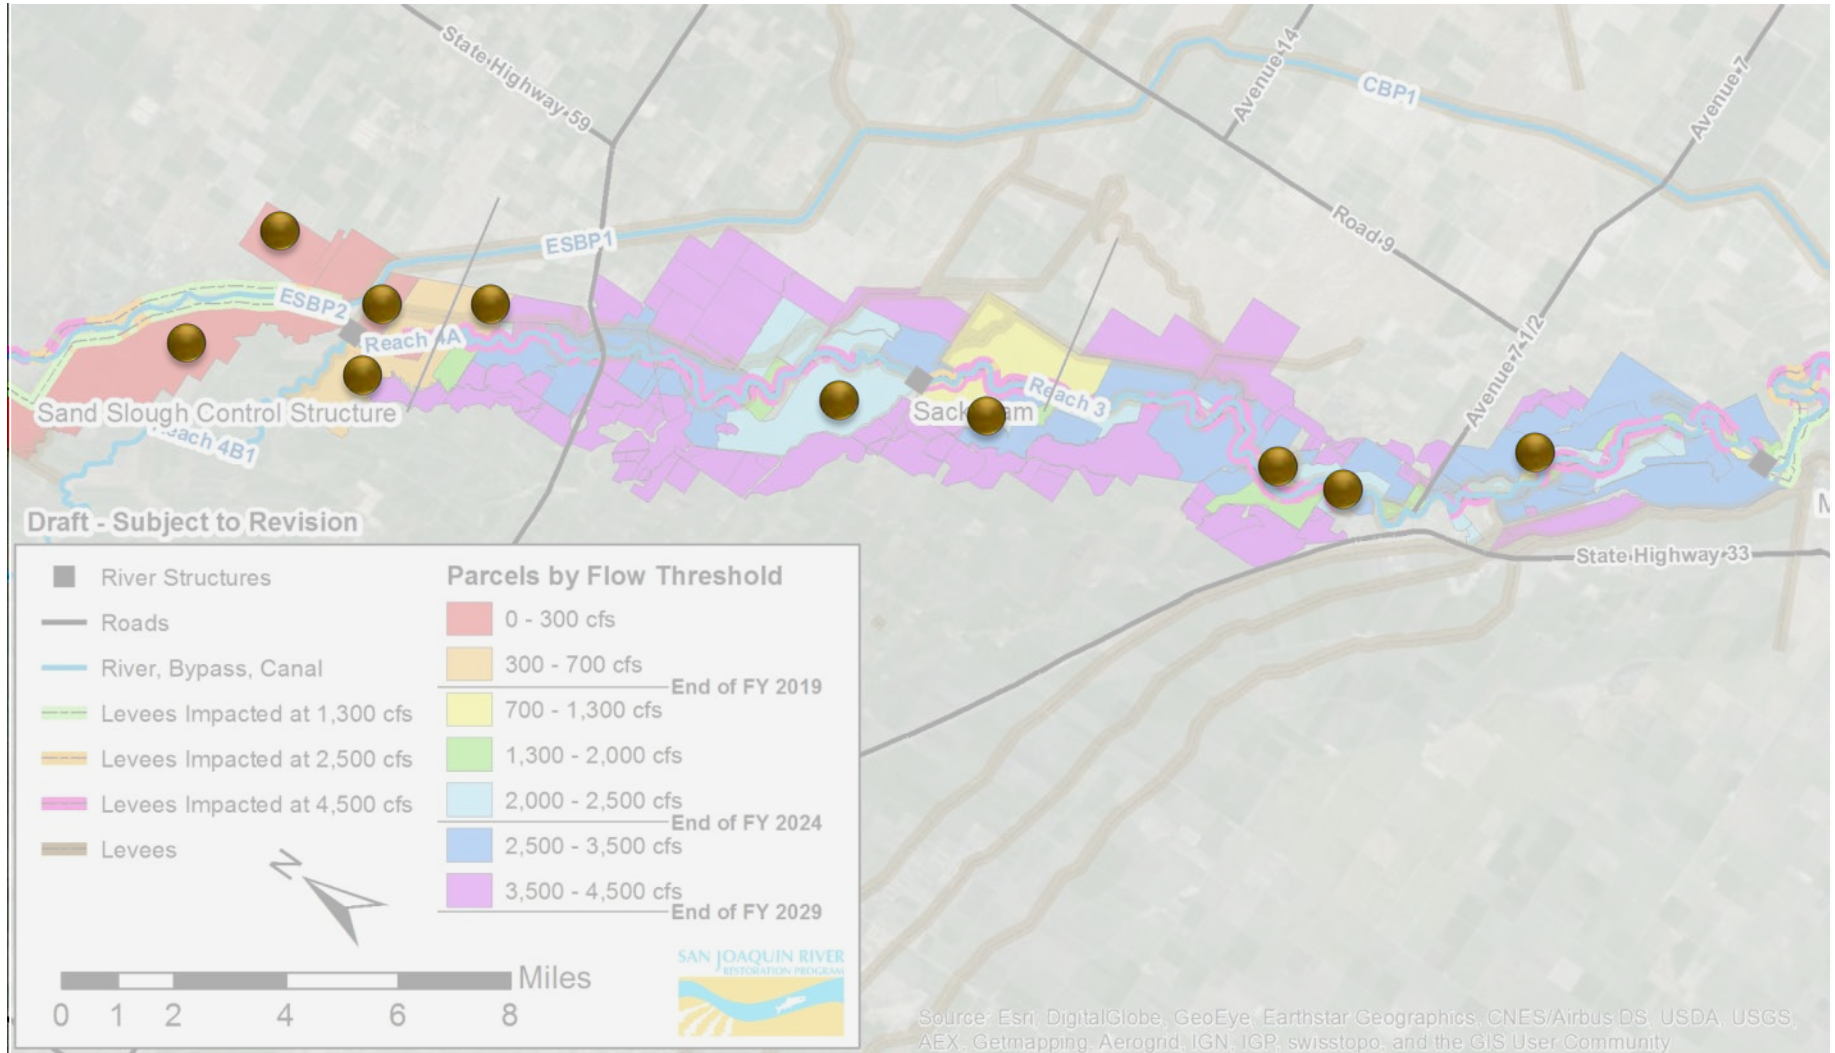 State Highway 59
Avenue 14
CBP1
Avenue 7
Road 9
ESBP1
ESBP2
Reach 4A
Avenue 7 1/2
Reach 3
Sand Slough Control Structure
Reach 4B1
State Highway 33
M
Draft - Subject to Revision
River Structures
Roads
River, Bypass, Canal
Levees Impacted at 1,300 cfs
Levees Impacted at 2,500 cfs
Levees Impacted at 4,500 cfs
Levees
N
Parcels by Flow Threshold
0 - 300 cfs
300 - 700 cfs
End of FY 2019
700 - 1,300 cfs
1,300 - 2,000 cfs
2,000 - 2,500 cfs
End of FY 2024
2,500 - 3,500 cfs
3,500 - 4,500 cfs
End of FY 2029
Miles
0 1 2 4 6 8
SAN JOAQUIN RIVER
RESTORATION PROGRAM
Source: Esri, DigitalGlobe, GeoEye, Earthstar Geographics, CNES/Airbus DS, USDA, USGS,
AEX, Getmapping, Aerogrid, IGN, IGP, swisstopo, and the GIS User Community